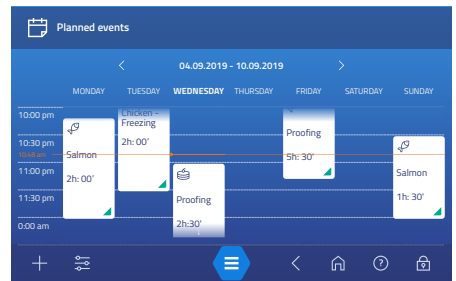 Planned events
04.09.2019 - 10.09.2019
MONDAY TUESDAY WEDNESDAY THURSDAY FRIDAY SATURDAY SUNDAY
10:00 pm
Chicken –
Freezing
2h: 00'
Proofing
5h: 30'
10:30 pm
10:48 am
Salmon
2h: 00'
11:00 pm
Proofing
2h:30'
Salmon
1h: 30'
11:30 pm
0:00 am